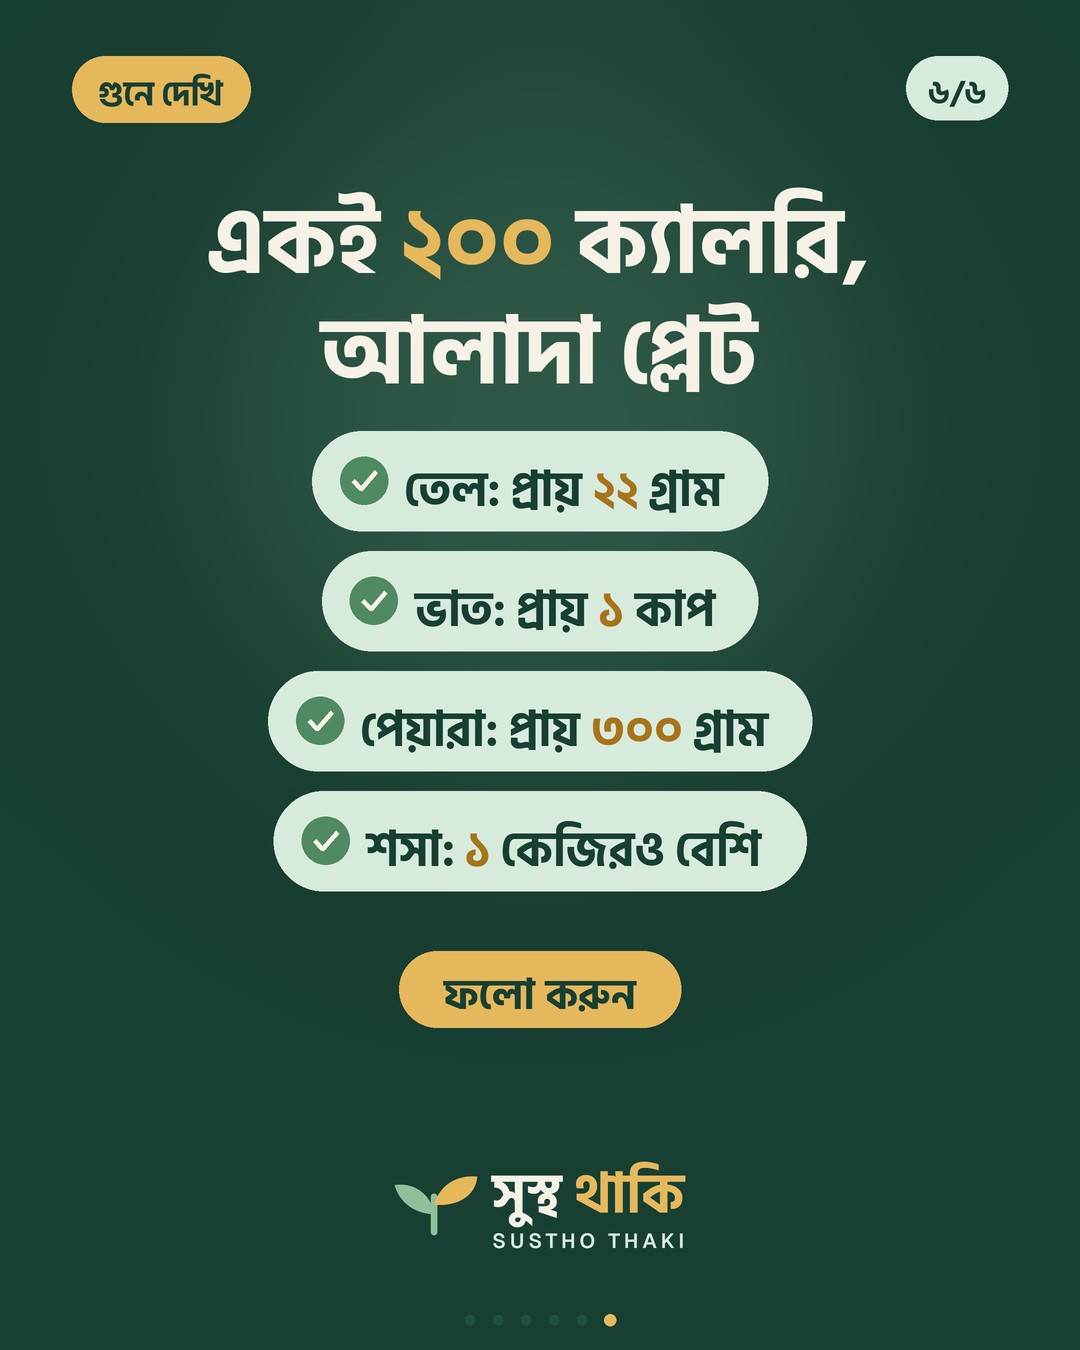 গুনে দেখি
৬/৬
একই ২০০ ক্যালরি,
আলাদা প্লেট
তেল: প্রায় ২২ গ্রাম
ভাত: প্রায় ১ কাপ
পেয়ারা: প্রায় ৩০০ গ্রাম
শসা: ১ কেজিরও বেশি
ফলো করুন
সুস্থ থাকি
SUSTHO THAKI